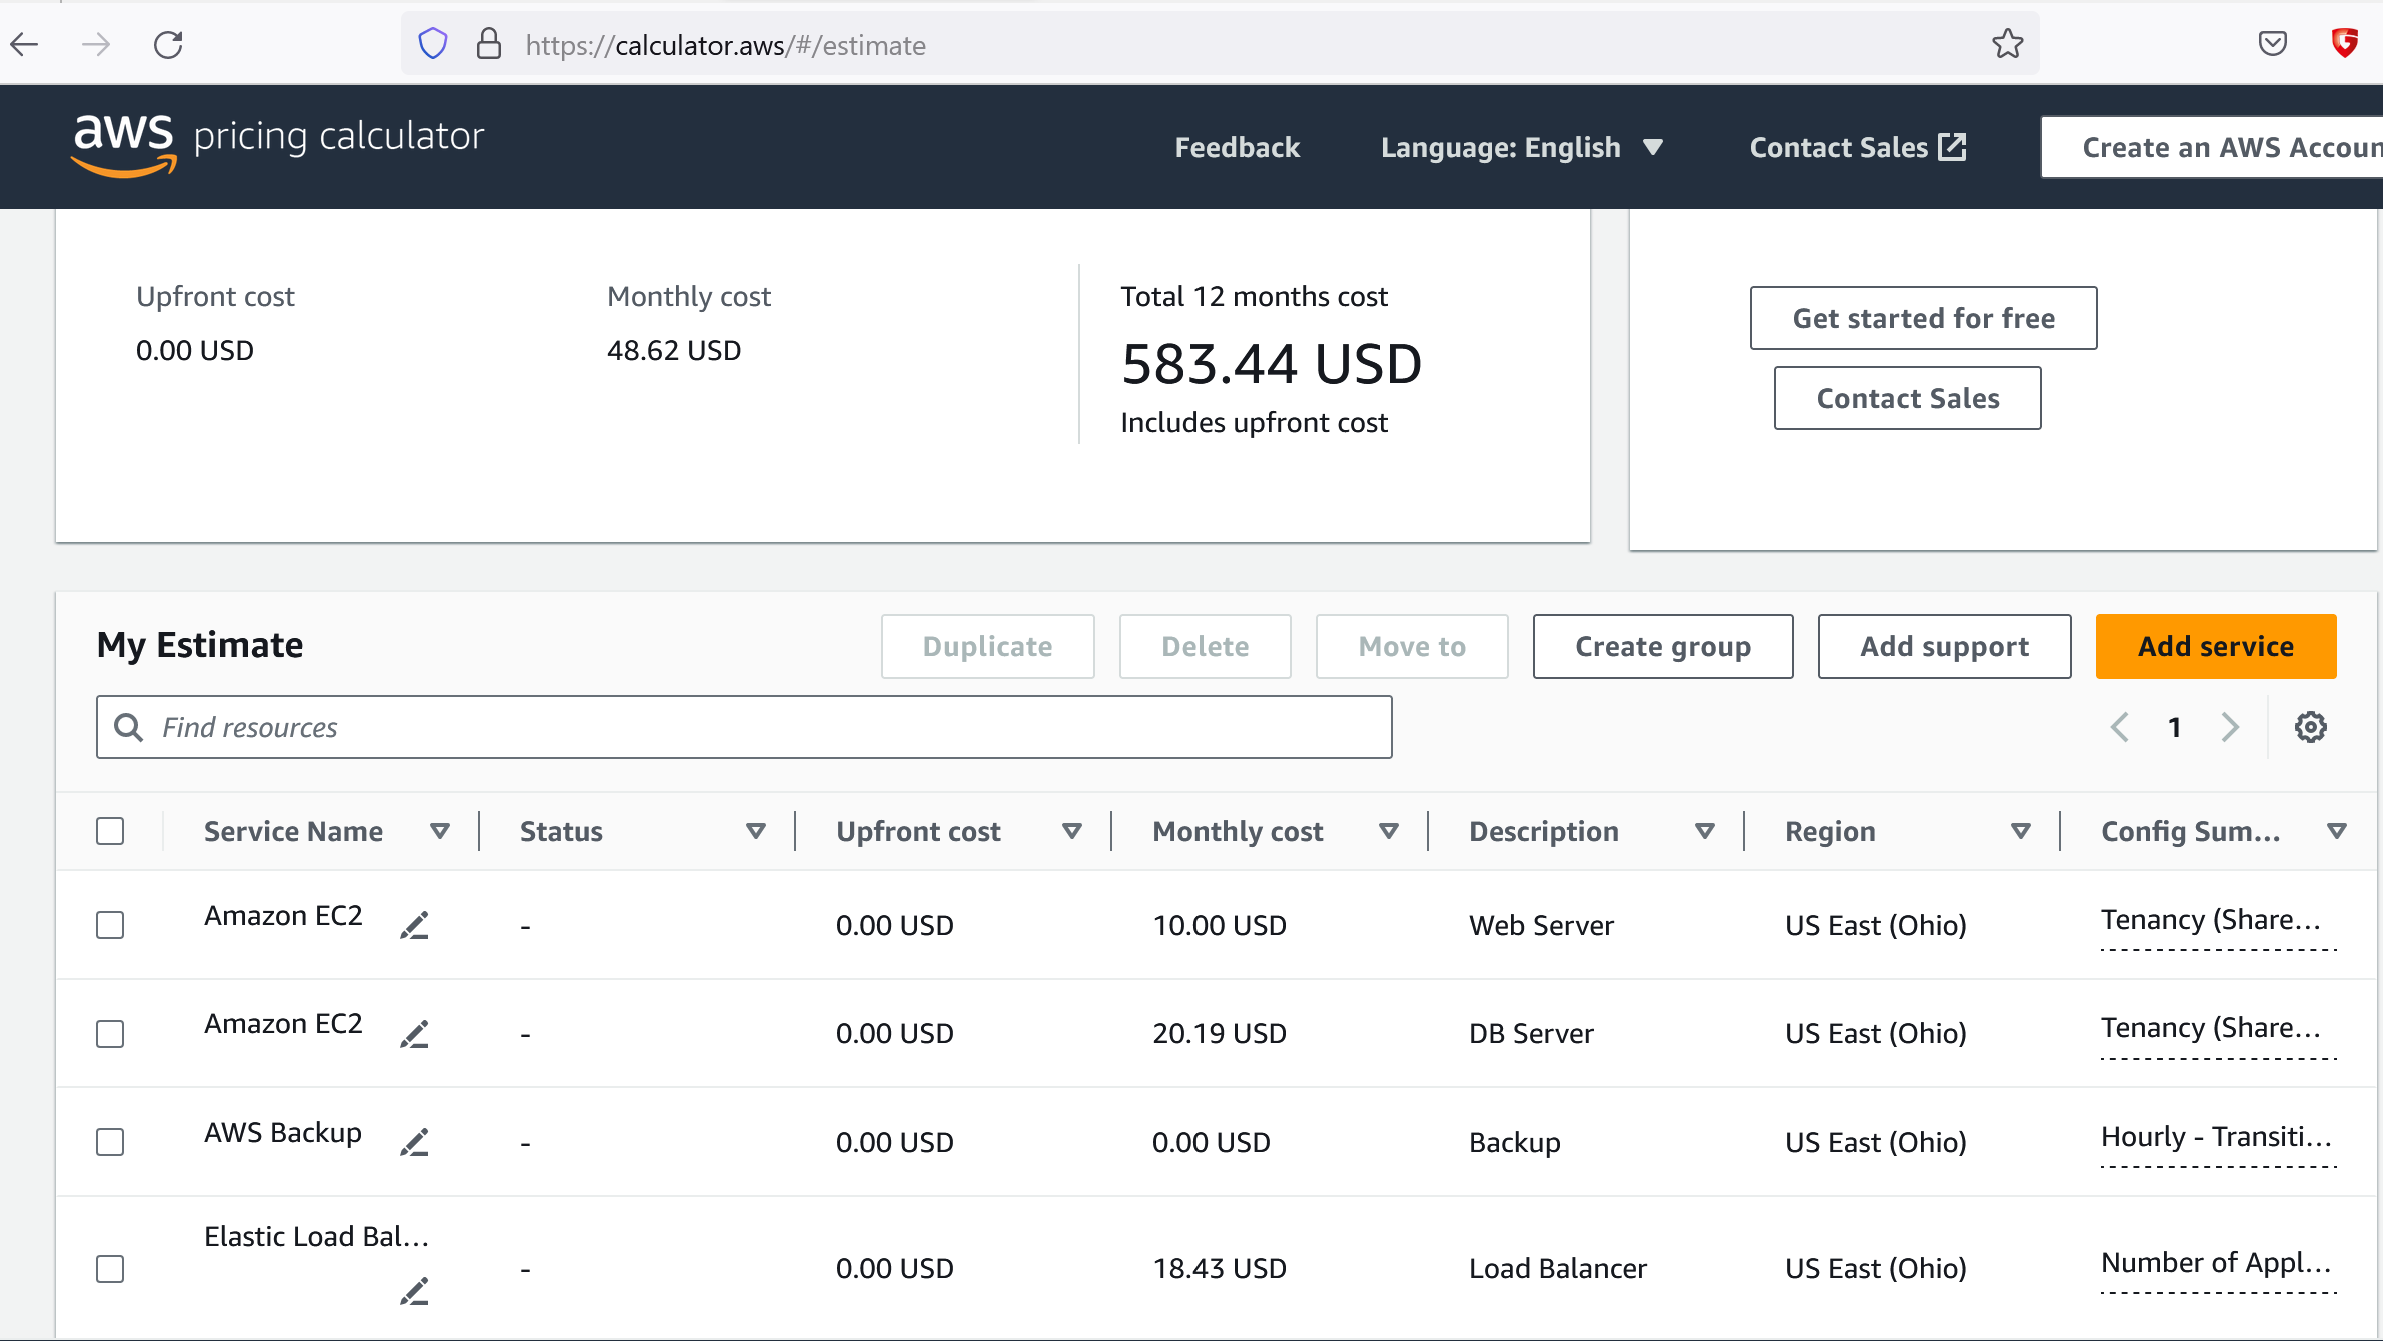 https://calculator.aws/#/estimate
aws pricing calculator
Feedback
Language: English
Contact Sales
Create an AWS Accoun
Upfront cost
Monthly cost
Total 12 months cost
0.00 USD
48.62 USD
583.44 USD
Includes upfront cost
Get started for free
Contact Sales
My Estimate
Duplicate
Delete
Move to
Create group
Add support
Add service
Find resources
1
Service Name Status Upfront cost Monthly cost Description Region Config Sum...
Amazon EC2 - 0.00 USD 10.00 USD Web Server US East (Ohio) Tenancy (Share...
Amazon EC2 - 0.00 USD 20.19 USD DB Server US East (Ohio) Tenancy (Share...
AWS Backup - 0.00 USD 0.00 USD Backup US East (Ohio) Hourly - Transiti...
Elastic Load Bal... - 0.00 USD 18.43 USD Load Balancer US East (Ohio) Number of Appl...